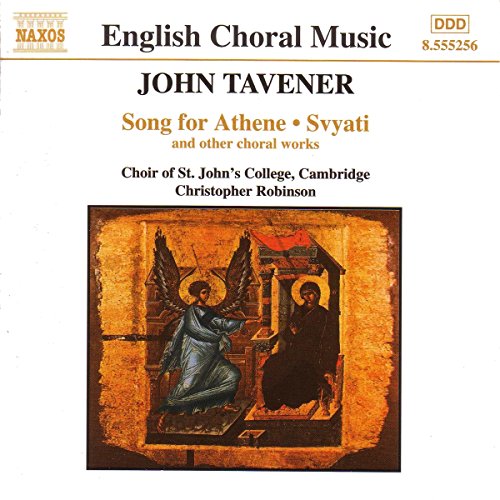 NAXOS
English Choral Music
DDD
8.555256
JOHN TAVENER
Song for Athene • Svyati
and other choral works
Choir of St. John's College, Cambridge
Christopher Robinson